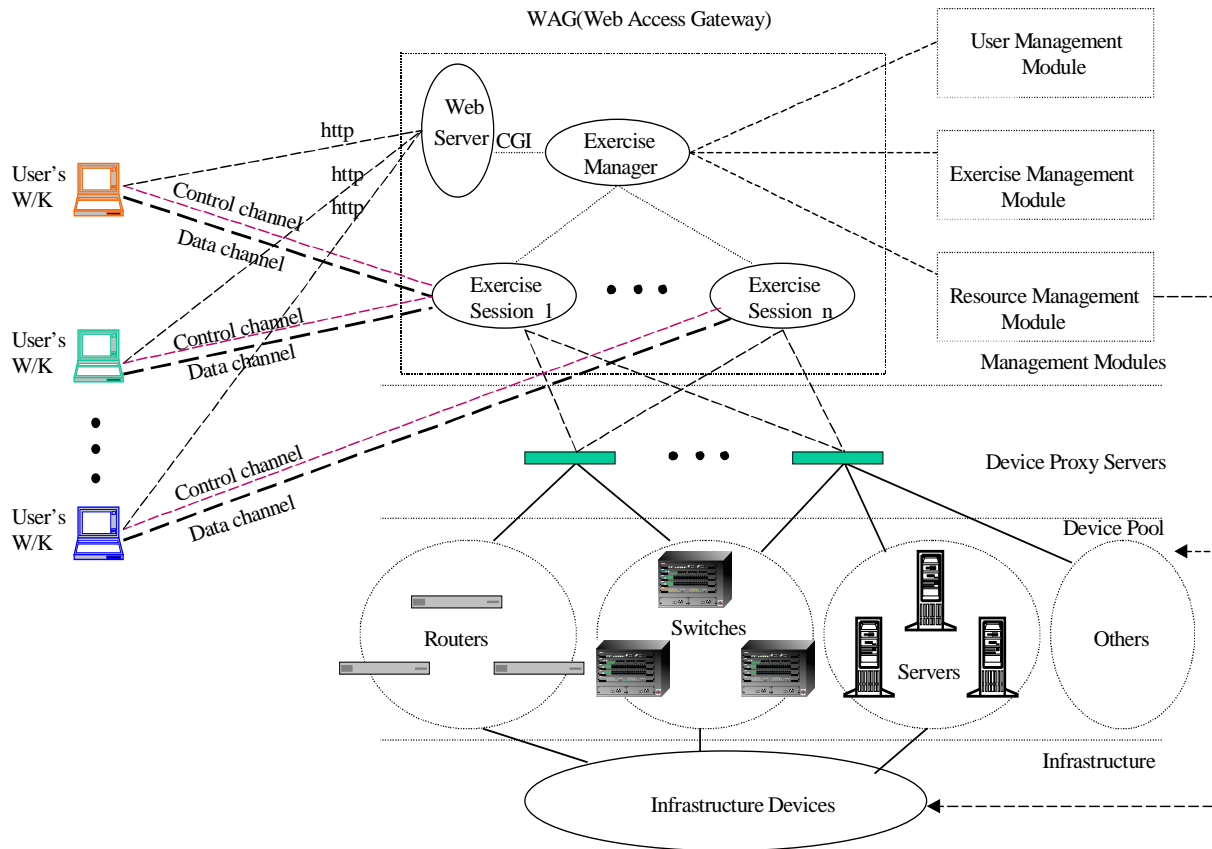 WAG(Web Access Gateway)
User Management
Module
Web
Server
CGI
Exercise
Manager
http
http
http
Exercise Management
Module
User's
W/K
Control channel
Data channel
Exercise
Session_1
Exercise
Session_n
Resource Management
Module
Management Modules
User's
W/K
Control channel
Data channel
Device Proxy Servers
Control channel
Data channel
User's
W/K
Device Pool
Routers
Switches
Servers
Others
Infrastructure
Infrastructure Devices